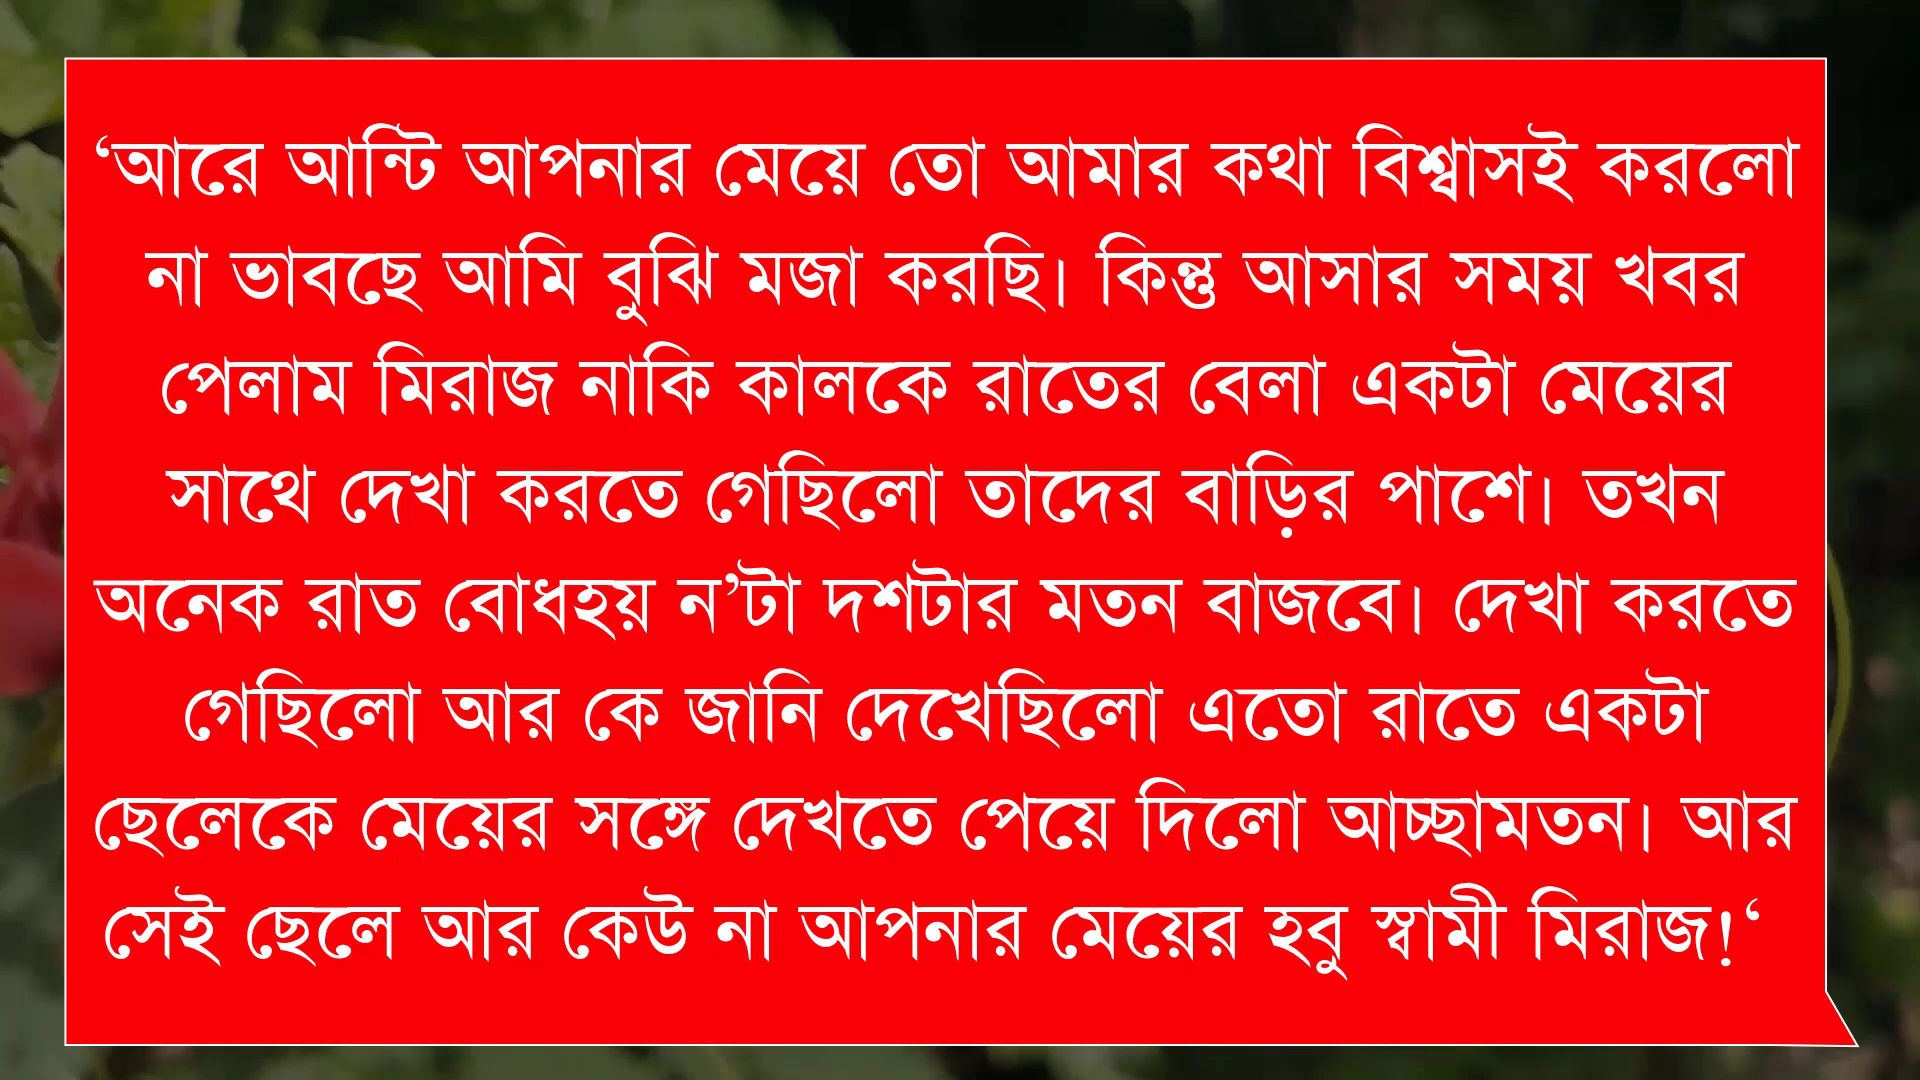 ‘আরে আন্টি আপনার মেয়ে তো আমার কথা বিশ্বাসই করলো
না ভাবছে আমি বুঝি মজা করছি। কিন্তু আসার সময় খবর
পেলাম মিরাজ নাকি কালকে রাতের বেলা একটা মেয়ের
সাথে দেখা করতে গেছিলো তাদের বাড়ির পাশে। তখন
অনেক রাত বোধহয় ন’টা দশটার মতন বাজবে। দেখা করতে
গেছিলো আর কে জানি দেখেছিলো এতো রাতে একটা
ছেলেকে মেয়ের সঙ্গে দেখতে পেয়ে দিলো আচ্ছামতন। আর
সেই ছেলে আর কেউ না আপনার মেয়ের হবু স্বামী মিরাজ!‘